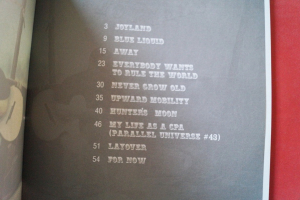 3 JOYLAND
9 BLUE LIQUID
15 AWAY
23 EVERYBODY WANTS
TO RULE THE WORLD
30 NEVER GROW OLD
35 UPWARD MOBILITY
40 HUNTER'S MOON
46 MY LIFE AS A CPA
(PARALLEL UNIVERSE #43)
51 LAYOVER
54 FOR NOW